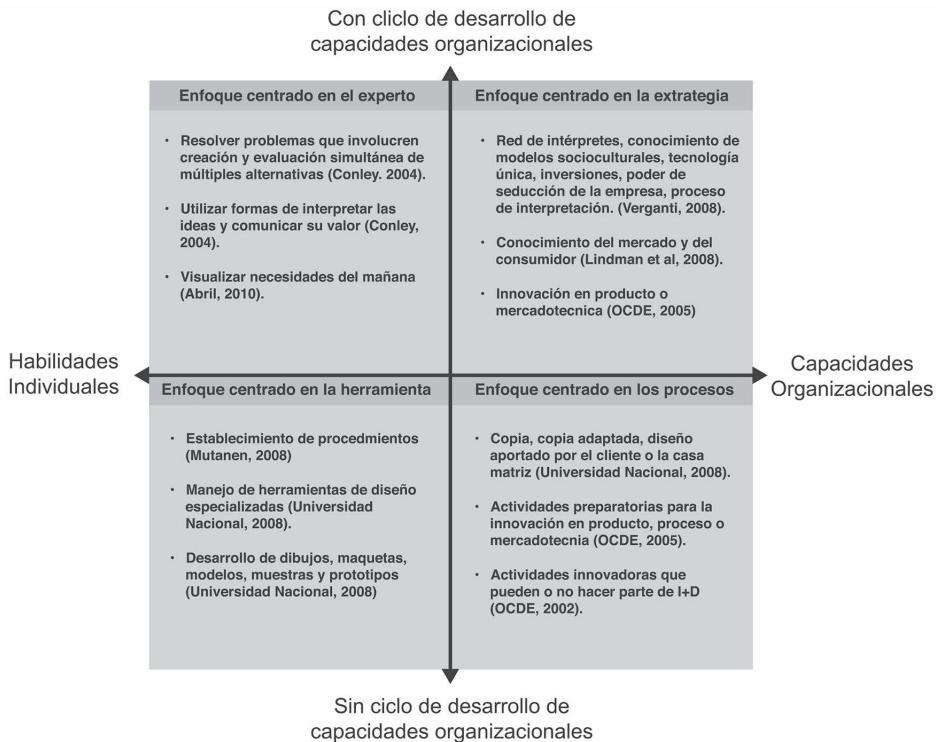 Con cliclo de desarrollo de
capacidades organizacionales
Enfoque centrado en el experto
• Resolver problemas que involucren
creación y evaluación simultánea de
múltiples alternativas (Conley. 2004).
• Utilizar formas de interpretar las
ideas y comunicar su valor (Conley,
2004).
• Visualizar necesidades del mañana
(Abril, 2010).
Enfoque centrado en la extrategia
• Red de intérpretes, conocimiento de
modelos socioculturales, tecnología
única, inversiones, poder de
seducción de la empresa, proceso
de interpretación. (Verganti, 2008).
• Conocimiento del mercado y del
consumidor (Lindman et al, 2008).
• Innovación en producto o
mercadotecnica (OCDE, 2005)
Habilidades
Individuales
Capacidades
Organizacionales
Enfoque centrado en la herramienta
• Establecimiento de procedmientos
(Mutanen, 2008)
• Manejo de herramientas de diseño
especializadas (Universidad
Nacional, 2008).
• Desarrollo de dibujos, maquetas,
modelos, muestras y prototipos
(Universidad Nacional, 2008)
Enfoque centrado en los procesos
• Copia, copia adaptada, diseño
aportado por el cliente o la casa
matriz (Universidad Nacional, 2008).
• Actividades preparatorias para la
innovación en producto, proceso o
mercadotecnia (OCDE, 2005).
• Actividades innovadoras que
pueden o no hacer parte de I+D
(OCDE, 2002).
Sin ciclo de desarrollo de
capacidades organizacionales